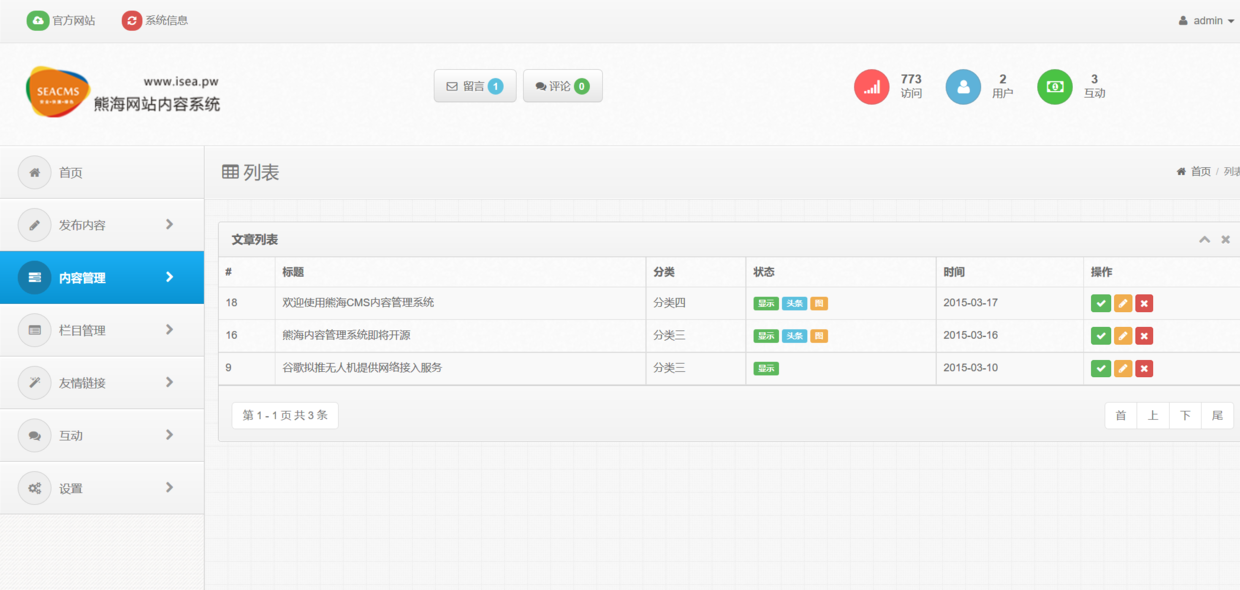 官方网站 系统信息 admin
SEACMS www.isea.pw
熊海网站内容系统
留言 1 评论 0
773 访问 2 用户 3 互动
首页
发布内容
内容管理
栏目管理
友情链接
互动
设置
列表 首页 / 列表
文章列表
# 标题 分类 状态 时间 操作
18 欢迎使用熊海CMS内容管理系统 分类四 显示 头条 图 2015-03-17
16 熊海内容管理系统即将开源 分类三 显示 头条 图 2015-03-16
9 谷歌拟推无人机提供网络接入服务 分类三 显示 2015-03-10
第 1 - 1 页 共 3 条 首 上 下 尾